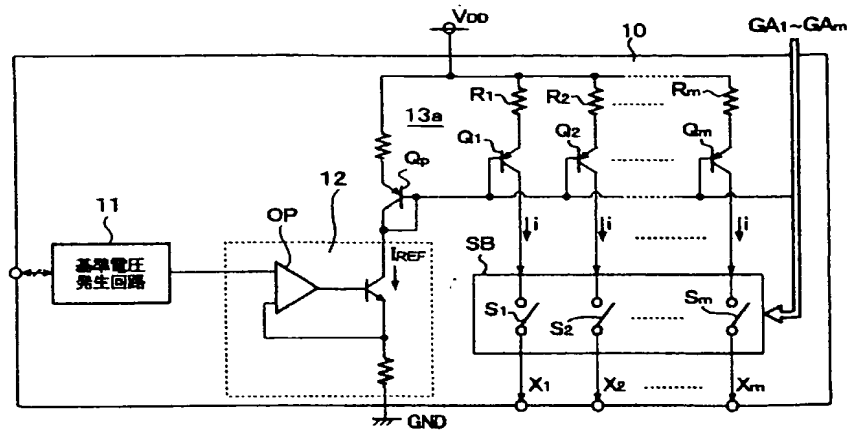 VDD
GA1~GAm
10
R1
R2
Rm
13a
Q1
Q2
Qm
Qp
11
12
OP
IREF
i
i
i
基準電圧
発生回路
SB
S1
S2
Sm
X1
X2
Xm
GND